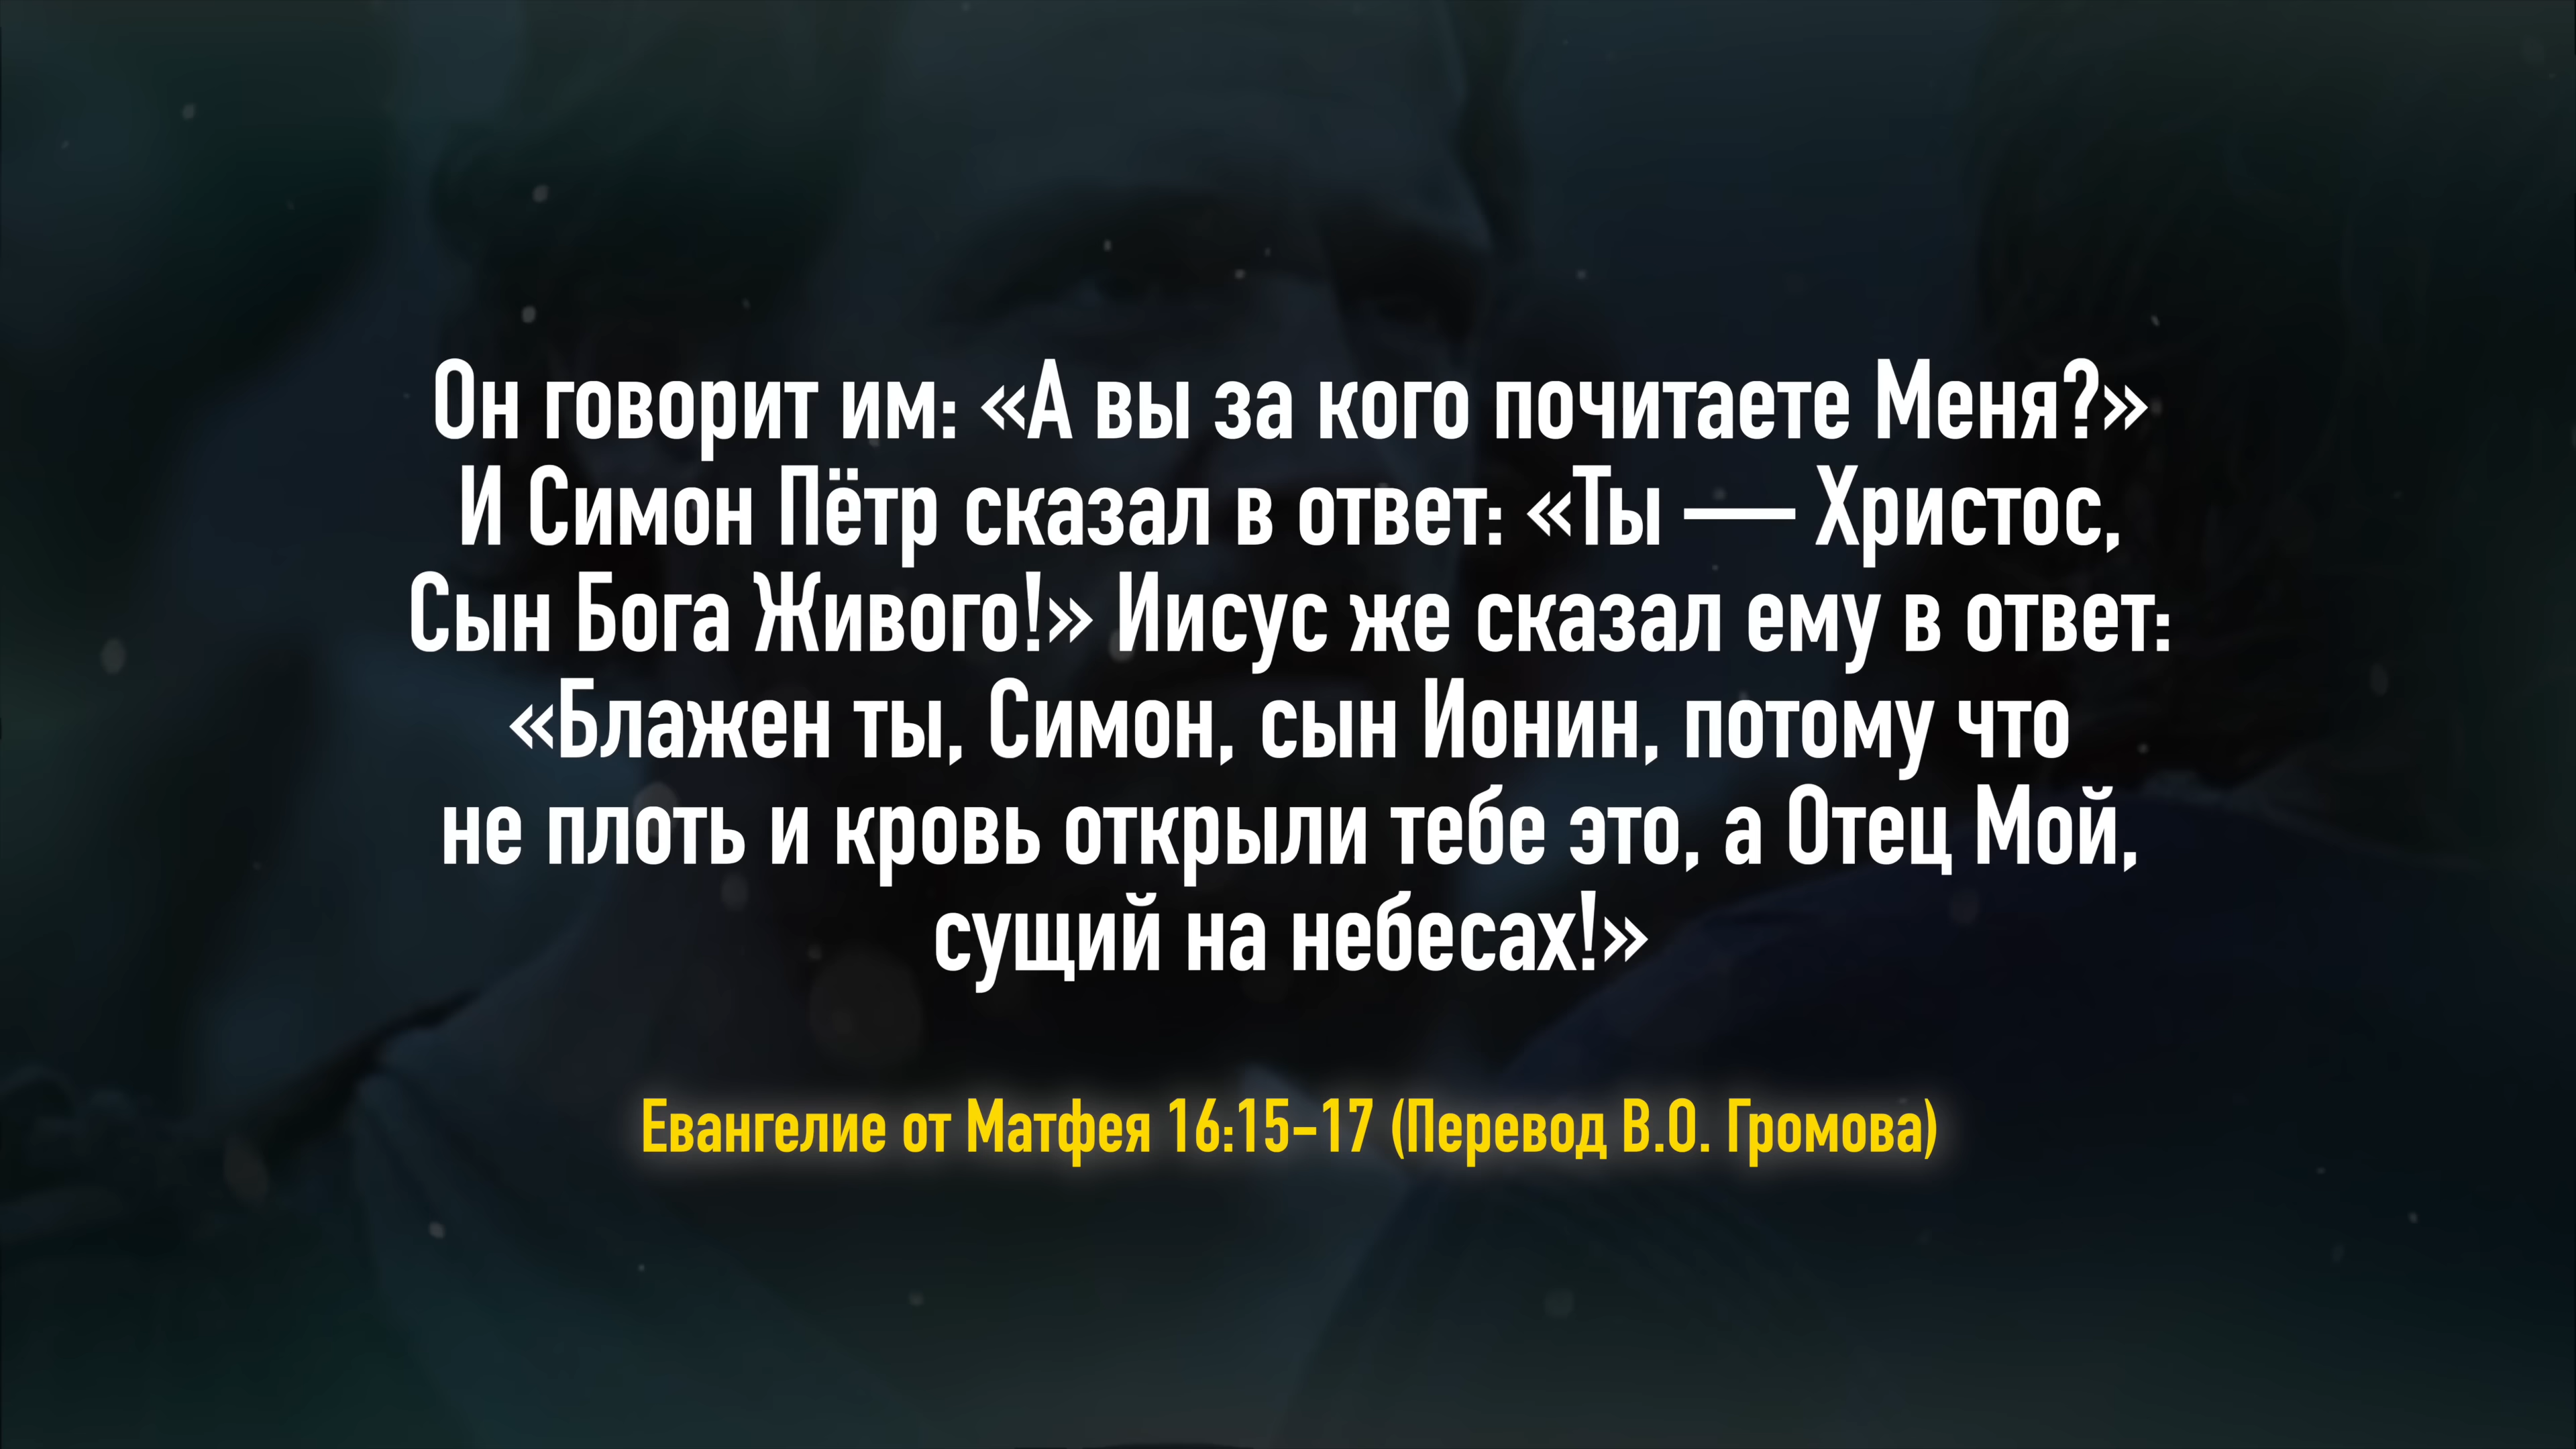 Он говорит им: «А вы за кого почитаете Меня?»
И Симон Пётр сказал в ответ: «Ты — Христос,
Сын Бога Живого!» Иисус же сказал ему в ответ:
«Блажен ты, Симон, сын Ионин, потому что
не плоть и кровь открыли тебе это, а Отец Мой,
сущий на небесах!»
Евангелие от Матфея 16:15–17 (Перевод В.О. Громова)